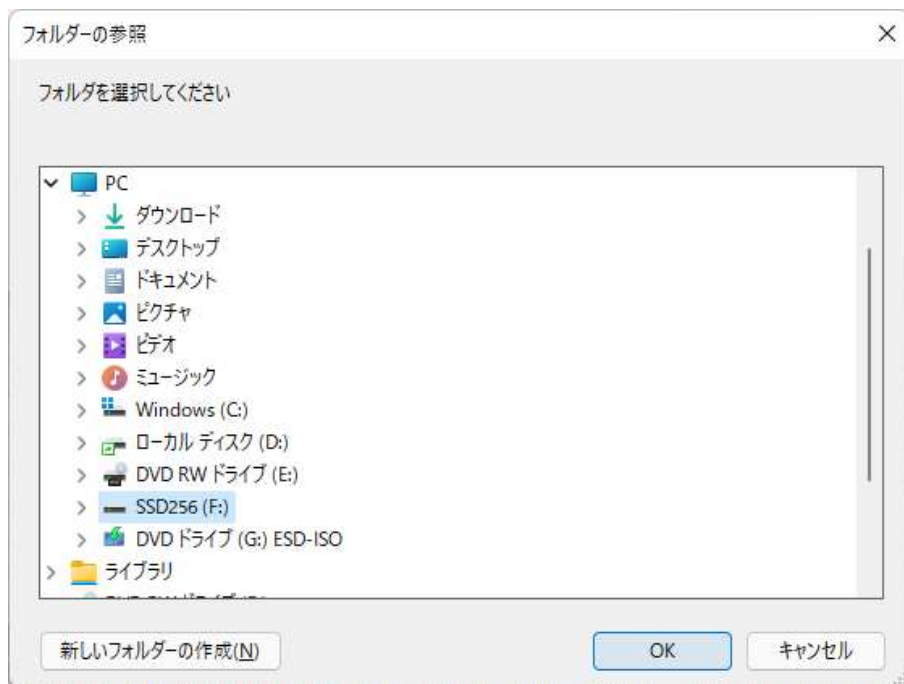 フォルダーの参照
フォルダを選択してください
PC
ダウンロード
デスクトップ
ドキュメント
ピクチャ
ビデオ
ミュージック
Windows (C:)
ローカル ディスク (D:)
DVD RW ドライブ (E:)
SSD256 (F:)
DVD ドライブ (G:) ESD-ISO
ライブラリ
新しいフォルダーの作成(N)
OK
キャンセル